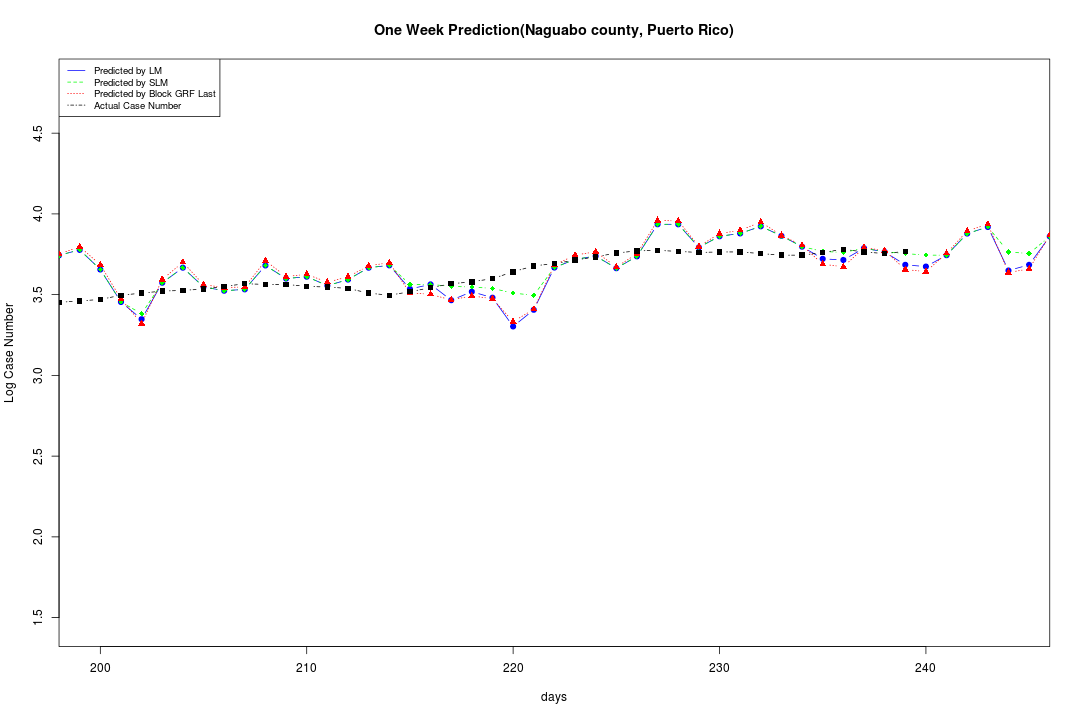 One Week Prediction(Naguabo county, Puerto Rico)
Predicted by LM
Predicted by SLM
Predicted by Block GRF Last
Actual Case Number
Log Case Number
4.5
4.0
3.5
3.0
2.5
2.0
1.5
200 210 220 230 240
days